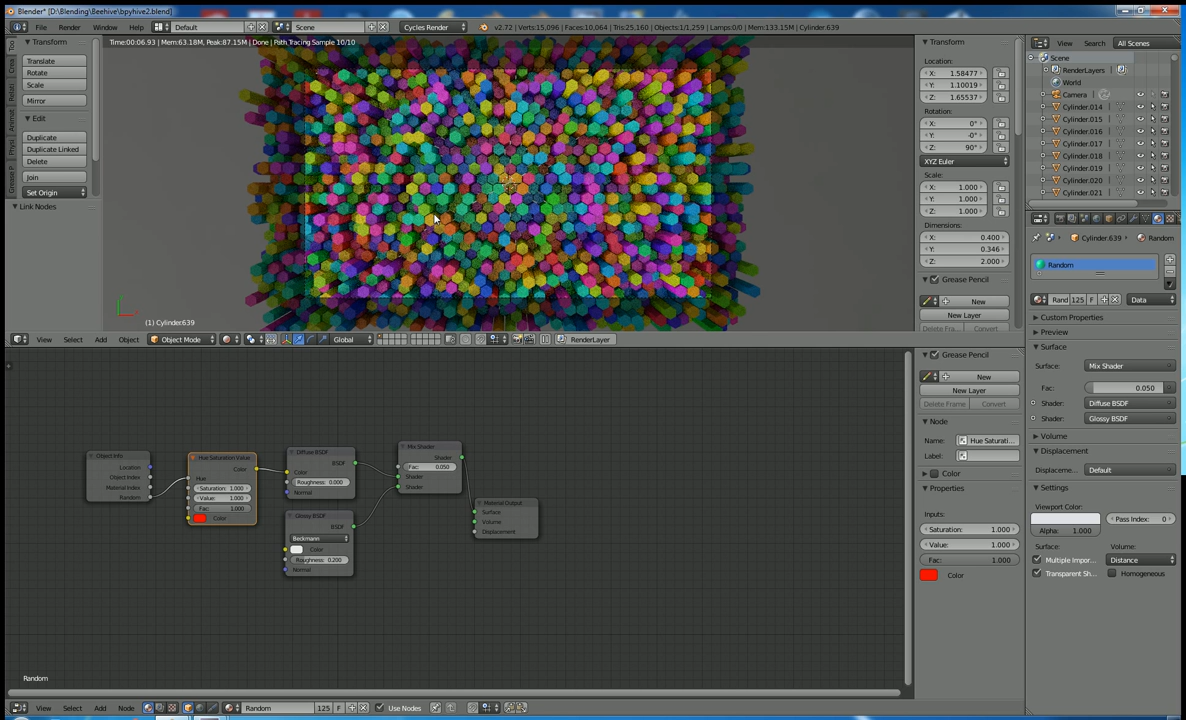 Blender* [D:\Blending\Beehive\bpyhive2.blend]
File Render Window Help Default Scene Cycles Render v2.72 | Verts:15,096 | Faces:10,064 | Tris:25,160 | Objects:1/1,259 | Lamps:0/0 | Mem:133.15M | Cylinder.639
Time:00:06.93 | Mem:63.18M, Peak:87.15M | Done | Path Tracing Sample 10/10
Transform
Translate
Rotate
Scale
Mirror
Edit
Duplicate
Duplicate Linked
Delete
Join
Set Origin
Link Nodes
(1) Cylinder.639
Transform
Location:
X: 1.58477
Y: 1.10019
Z: 1.65537
Rotation:
X: 0°
Y: -0°
Z: 90°
XYZ Euler
Scale:
X: 1.000
Y: 1.000
Z: 1.000
Dimensions:
X: 0.400
Y: 0.346
Z: 2.000
Grease Pencil
New
New Layer
Delete Fra... Convert
View Search All Scenes
Scene
RenderLayers
World
Camera
Cylinder.014
Cylinder.015
Cylinder.016
Cylinder.017
Cylinder.018
Cylinder.019
Cylinder.020
Cylinder.021
View Select Add Object Object Mode Global RenderLayer
Object Info
Location
Object Index
Material Index
Random
Hue Saturation Value
Color
Hue
Saturation: 1.000
Value: 1.000
Fac: 1.000
Color
Diffuse BSDF
BSDF
Color
Roughness: 0.000
Normal
Glossy BSDF
BSDF
Beckmann
Color
Roughness: 0.200
Normal
Mix Shader
Shader
Fac: 0.050
Shader
Shader
Material Output
Surface
Volume
Displacement
Random
View Select Add Node Random 125 F Use Nodes
Grease Pencil
New
New Layer
Delete Frame Convert
Node
Name: Hue Saturati...
Label:
Color
Properties
Inputs:
Saturation: 1.000
Value: 1.000
Fac: 1.000
Color
Cylinder.639 Random
Random
Rand 125 F Data
Custom Properties
Preview
Surface
Surface: Mix Shader
Fac: 0.050
Shader: Diffuse BSDF
Shader: Glossy BSDF
Volume
Displacement
Displaceme... Default
Settings
Viewport Color: Pass Index: 0
Alpha: 1.000
Surface: Volume:
Multiple Impor... Distance
Transparent Sh... Homogeneous